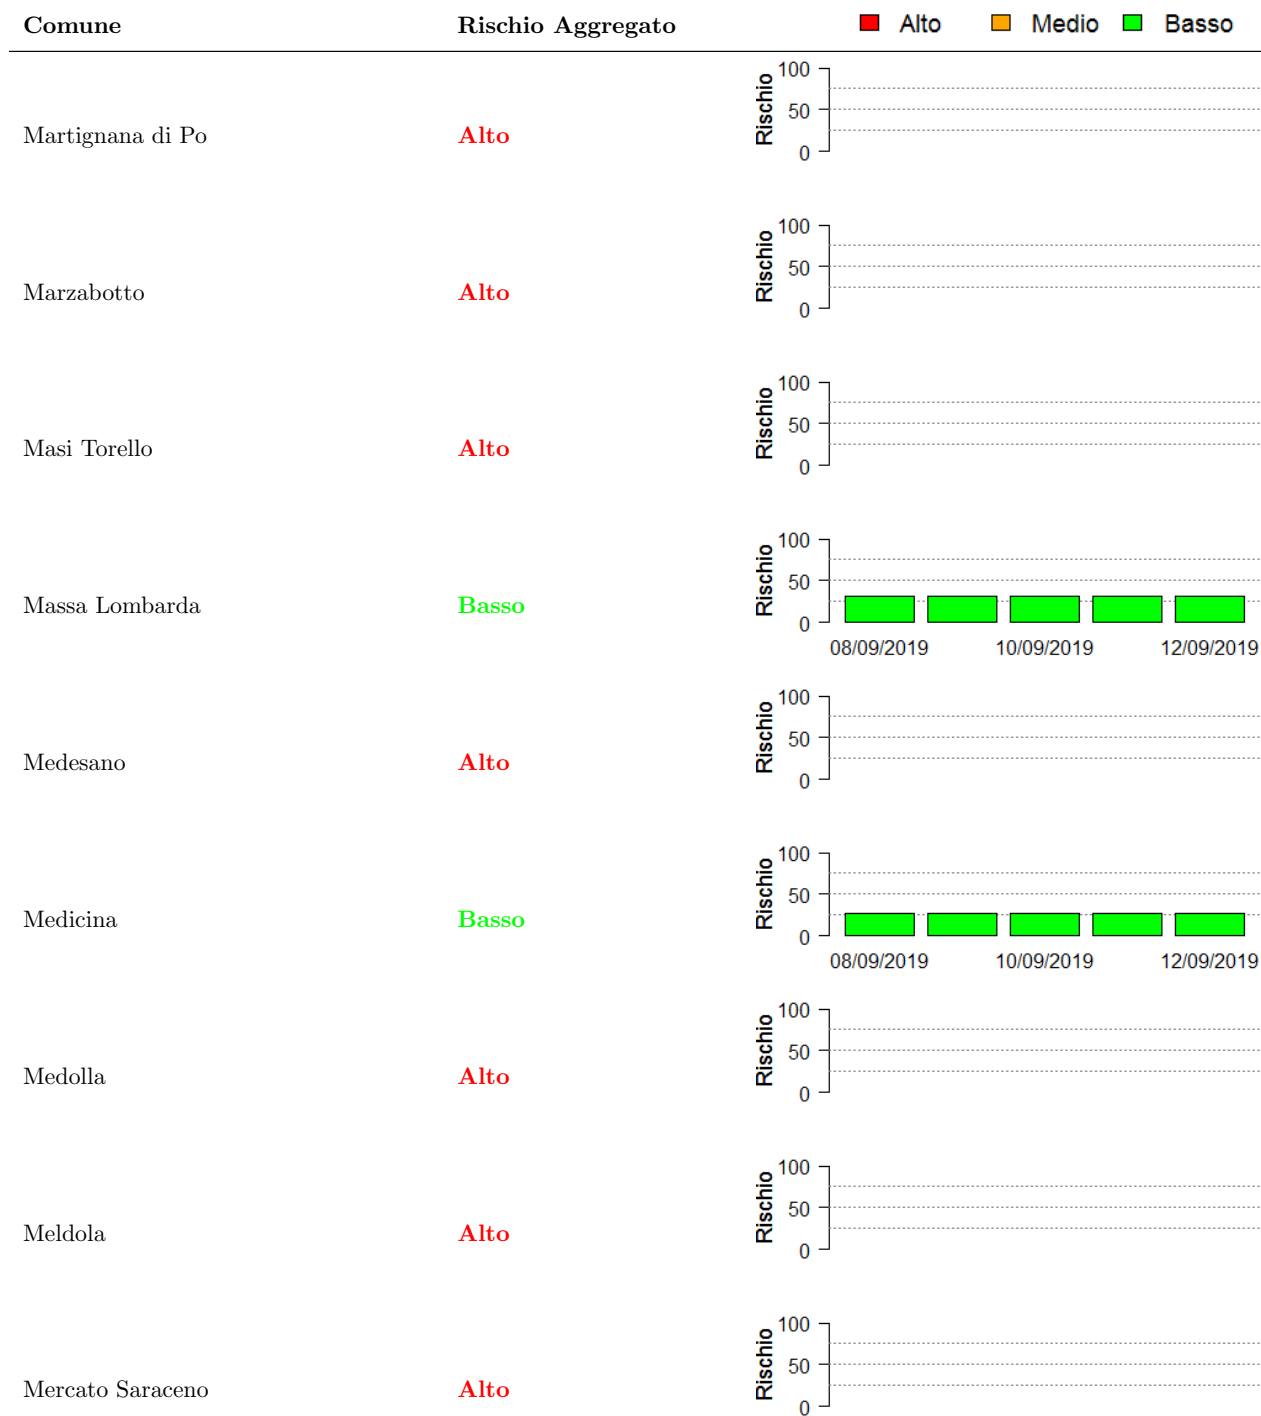 Comune Rischio Aggregato Alto Medio Basso
100
Rischio
50
0
Martignana di Po Alto
100
Rischio
50
0
Marzabotto Alto
100
Rischio
50
0
Masi Torello Alto
100
Rischio
50
0
Massa Lombarda Basso
08/09/2019 10/09/2019 12/09/2019
100
Rischio
50
0
Medesano Alto
100
Rischio
50
0
Medicina Basso
08/09/2019 10/09/2019 12/09/2019
100
Rischio
50
0
Medolla Alto
100
Rischio
50
0
Meldola Alto
100
Rischio
50
0
Mercato Saraceno Alto